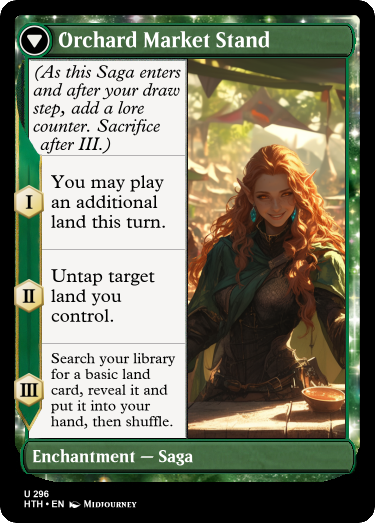 Orchard Market Stand
(As this Saga enters
and after your draw
step, add a lore
counter. Sacrifice
after III.)
I
You may play
an additional
land this turn.
II
Untap target
land you
control.
III
Search your library
for a basic land
card, reveal it and
put it into your
hand, then shuffle.
Enchantment — Saga
U 296
HTH • EN Midjourney